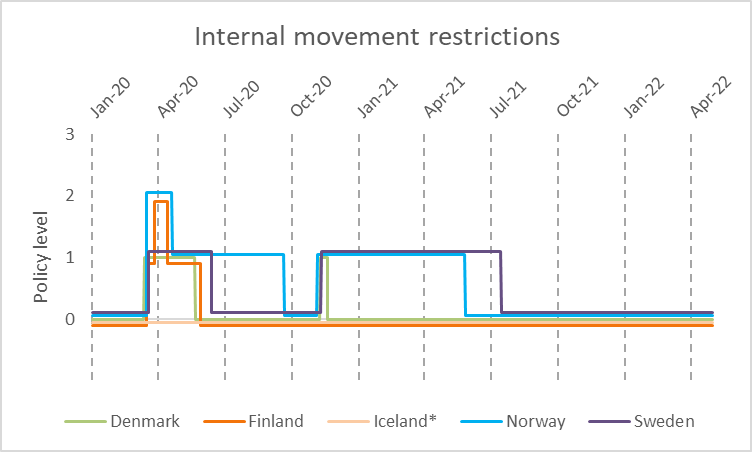 Internal movement restrictions
Jan-20 Apr-20 Jul-20 Oct-20 Jan-21 Apr-21 Jul-21 Oct-21 Jan-22 Apr-22
3
2
1
0
Policy level
Denmark Finland Iceland* Norway Sweden